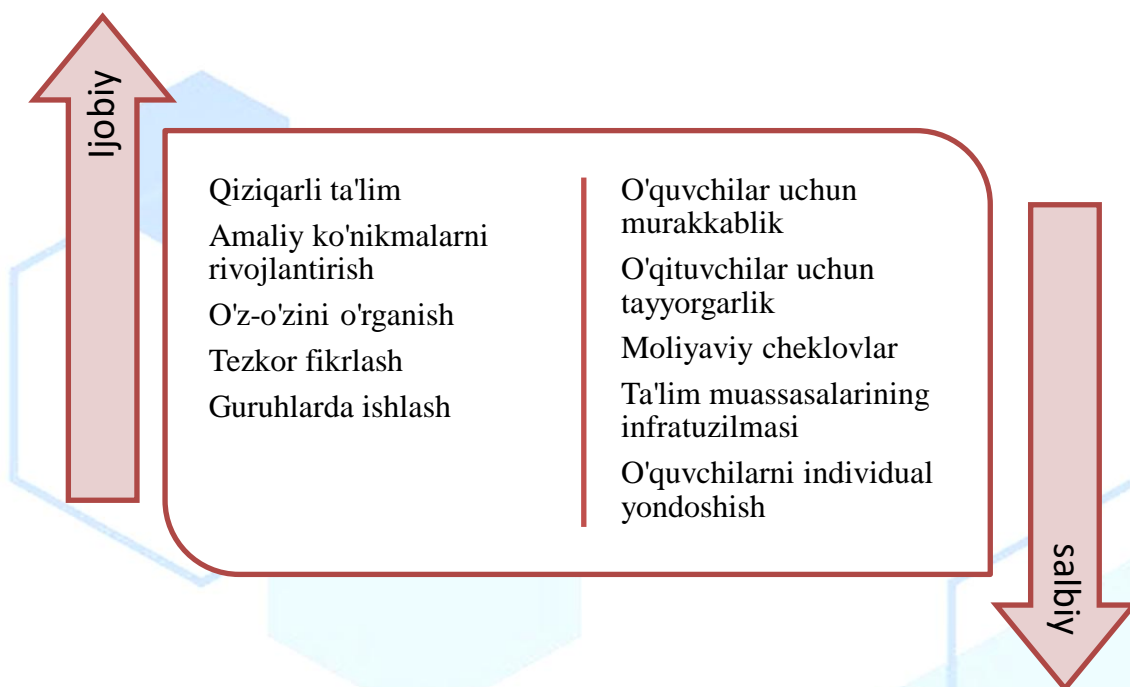 Ijobiy
Qiziqarli ta'lim
Amaliy ko'nikmalarni
rivojlantirish
O'z-o'zini o'rganish
Tezkor fikrlash
Guruhlarda ishlash
O'quvchilar uchun
murakkablik
O'qituvchilar uchun
tayyorgarlik
Moliyaviy cheklovlar
Ta'lim muassasalarining
infratuzilmasi
O'quvchilarni individual
yondoshish
salbiy